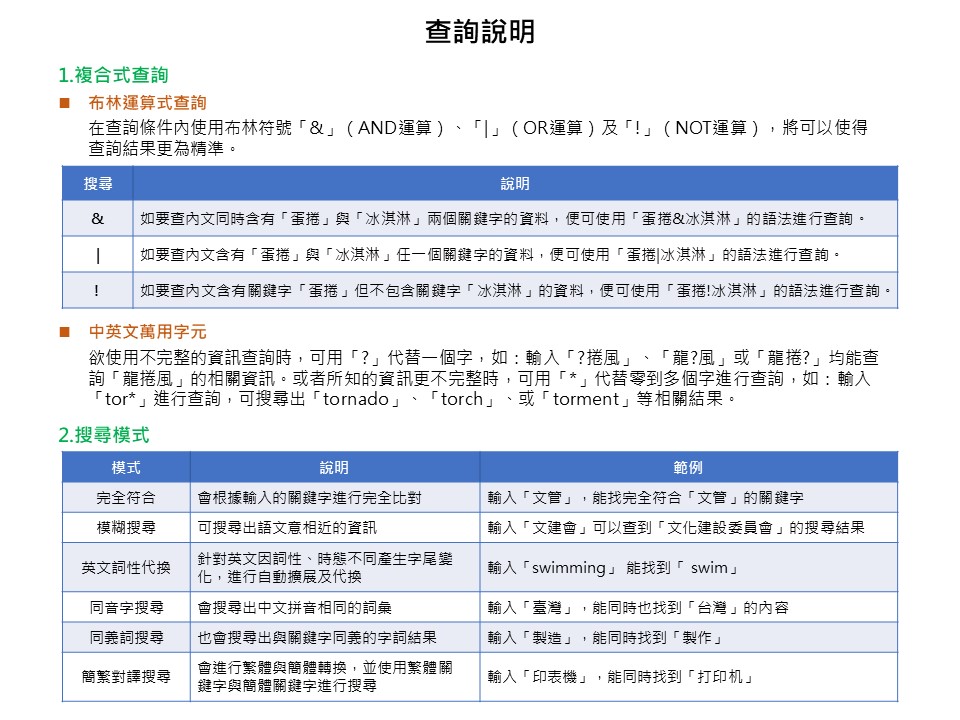 查詢說明
1.複合式查詢
■ 布林運算式查詢
在查詢條件內使用布林符號「&」（AND運算）、「|」（OR運算）及「!」（NOT運算），將可以使得
查詢結果更為精準。
搜尋 說明
& 如要查內文同時含有「蛋捲」與「冰淇淋」兩個關鍵字的資料，便可使用「蛋捲&冰淇淋」的語法進行查詢。
| 如要查內文含有「蛋捲」與「冰淇淋」任一個關鍵字的資料，便可使用「蛋捲|冰淇淋」的語法進行查詢。
! 如要查內文含有關鍵字「蛋捲」但不包含關鍵字「冰淇淋」的資料，便可使用「蛋捲!冰淇淋」的語法進行查詢。
■ 中英文萬用字元
欲使用不完整的資訊查詢時，可用「?」代替一個字，如：輸入「?捲風」、「龍?風」或「龍捲?」均能查
詢「龍捲風」的相關資訊。或者所知的資訊更不完整時，可用「*」代替零到多個字進行查詢，如：輸入
「tor*」進行查詢，可搜尋出「tornado」、「torch」、或「torment」等相關結果。
2.搜尋模式
模式 說明 範例
完全符合 會根據輸入的關鍵字進行完全比對 輸入「文管」，能找完全符合「文管」的關鍵字
模糊搜尋 可搜尋出語文意相近的資訊 輸入「文建會」可以查到「文化建設委員會」的搜尋結果
英文詞性代換 針對英文因詞性、時態不同產生字尾變
化，進行自動擴展及代換 輸入「swimming」 能找到「 swim」
同音字搜尋 會搜尋出中文拼音相同的詞彙 輸入「臺灣」，能同時也找到「台灣」的內容
同義詞搜尋 也會搜尋出與關鍵字同義的字詞結果 輸入「製造」，能同時找到「製作」
簡繁對譯搜尋 會進行繁體與簡體轉換，並使用繁體關
鍵字與簡體關鍵字進行搜尋 輸入「印表機」，能同時找到「打印机」